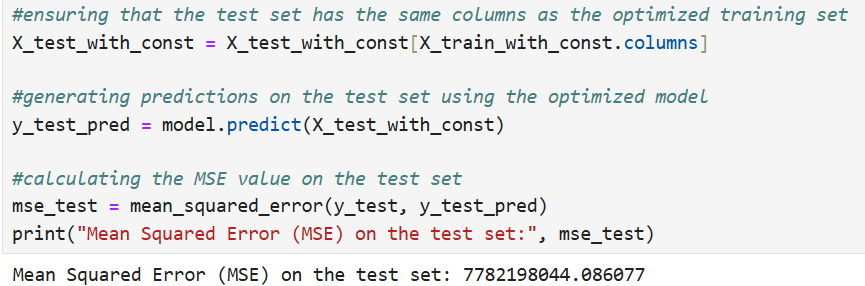 #ensuring that the test set has the same columns as the optimized training set
X_test_with_const = X_test_with_const[X_train_with_const.columns]
#generating predictions on the test set using the optimized model
y_test_pred = model.predict(X_test_with_const)
#calculating the MSE value on the test set
mse_test = mean_squared_error(y_test, y_test_pred)
print("Mean Squared Error (MSE) on the test set:", mse_test)
Mean Squared Error (MSE) on the test set: 7782198044.086077